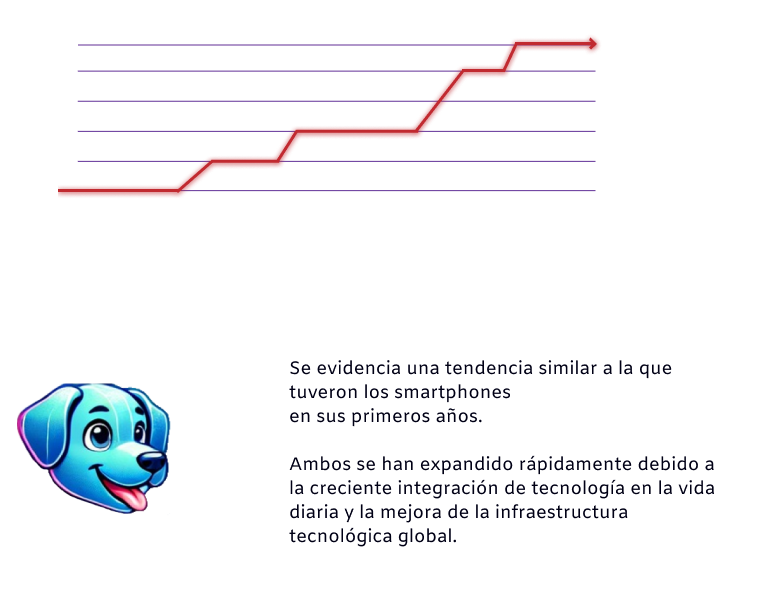 Se evidencia una tendencia similar a la que
tuveron los smartphones
en sus primeros años.
Ambos se han expandido rápidamente debido a
la creciente integración de tecnología en la vida
diaria y la mejora de la infraestructura
tecnológica global.